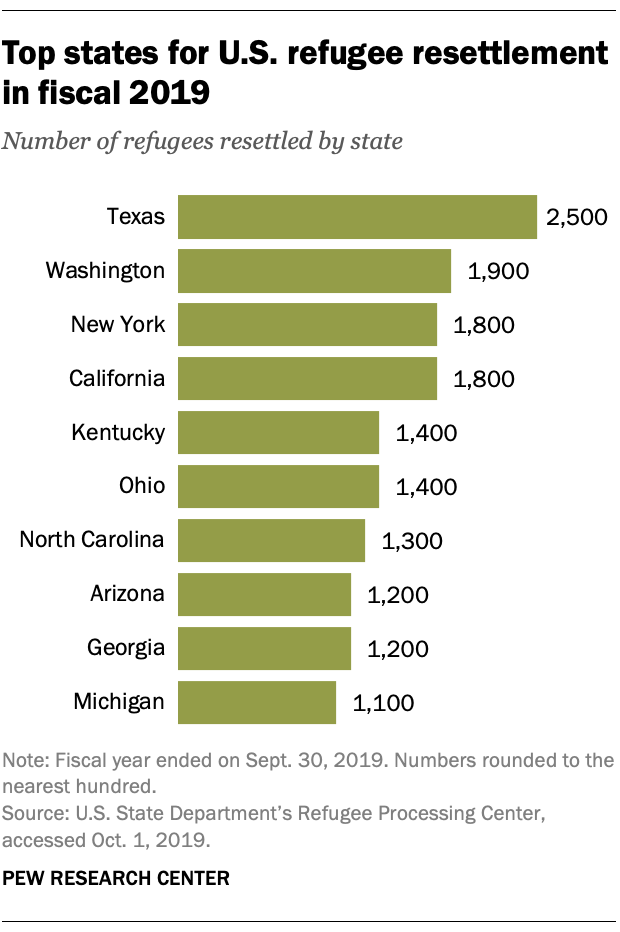 Top states for U.S. refugee resettlement
in fiscal 2019
Number of refugees resettled by state
Texas 2,500
Washington 1,900
New York 1,800
California 1,800
Kentucky 1,400
Ohio 1,400
North Carolina 1,300
Arizona 1,200
Georgia 1,200
Michigan 1,100
Note: Fiscal year ended on Sept. 30, 2019. Numbers rounded to the
nearest hundred.
Source: U.S. State Department’s Refugee Processing Center,
accessed Oct. 1, 2019.
PEW RESEARCH CENTER